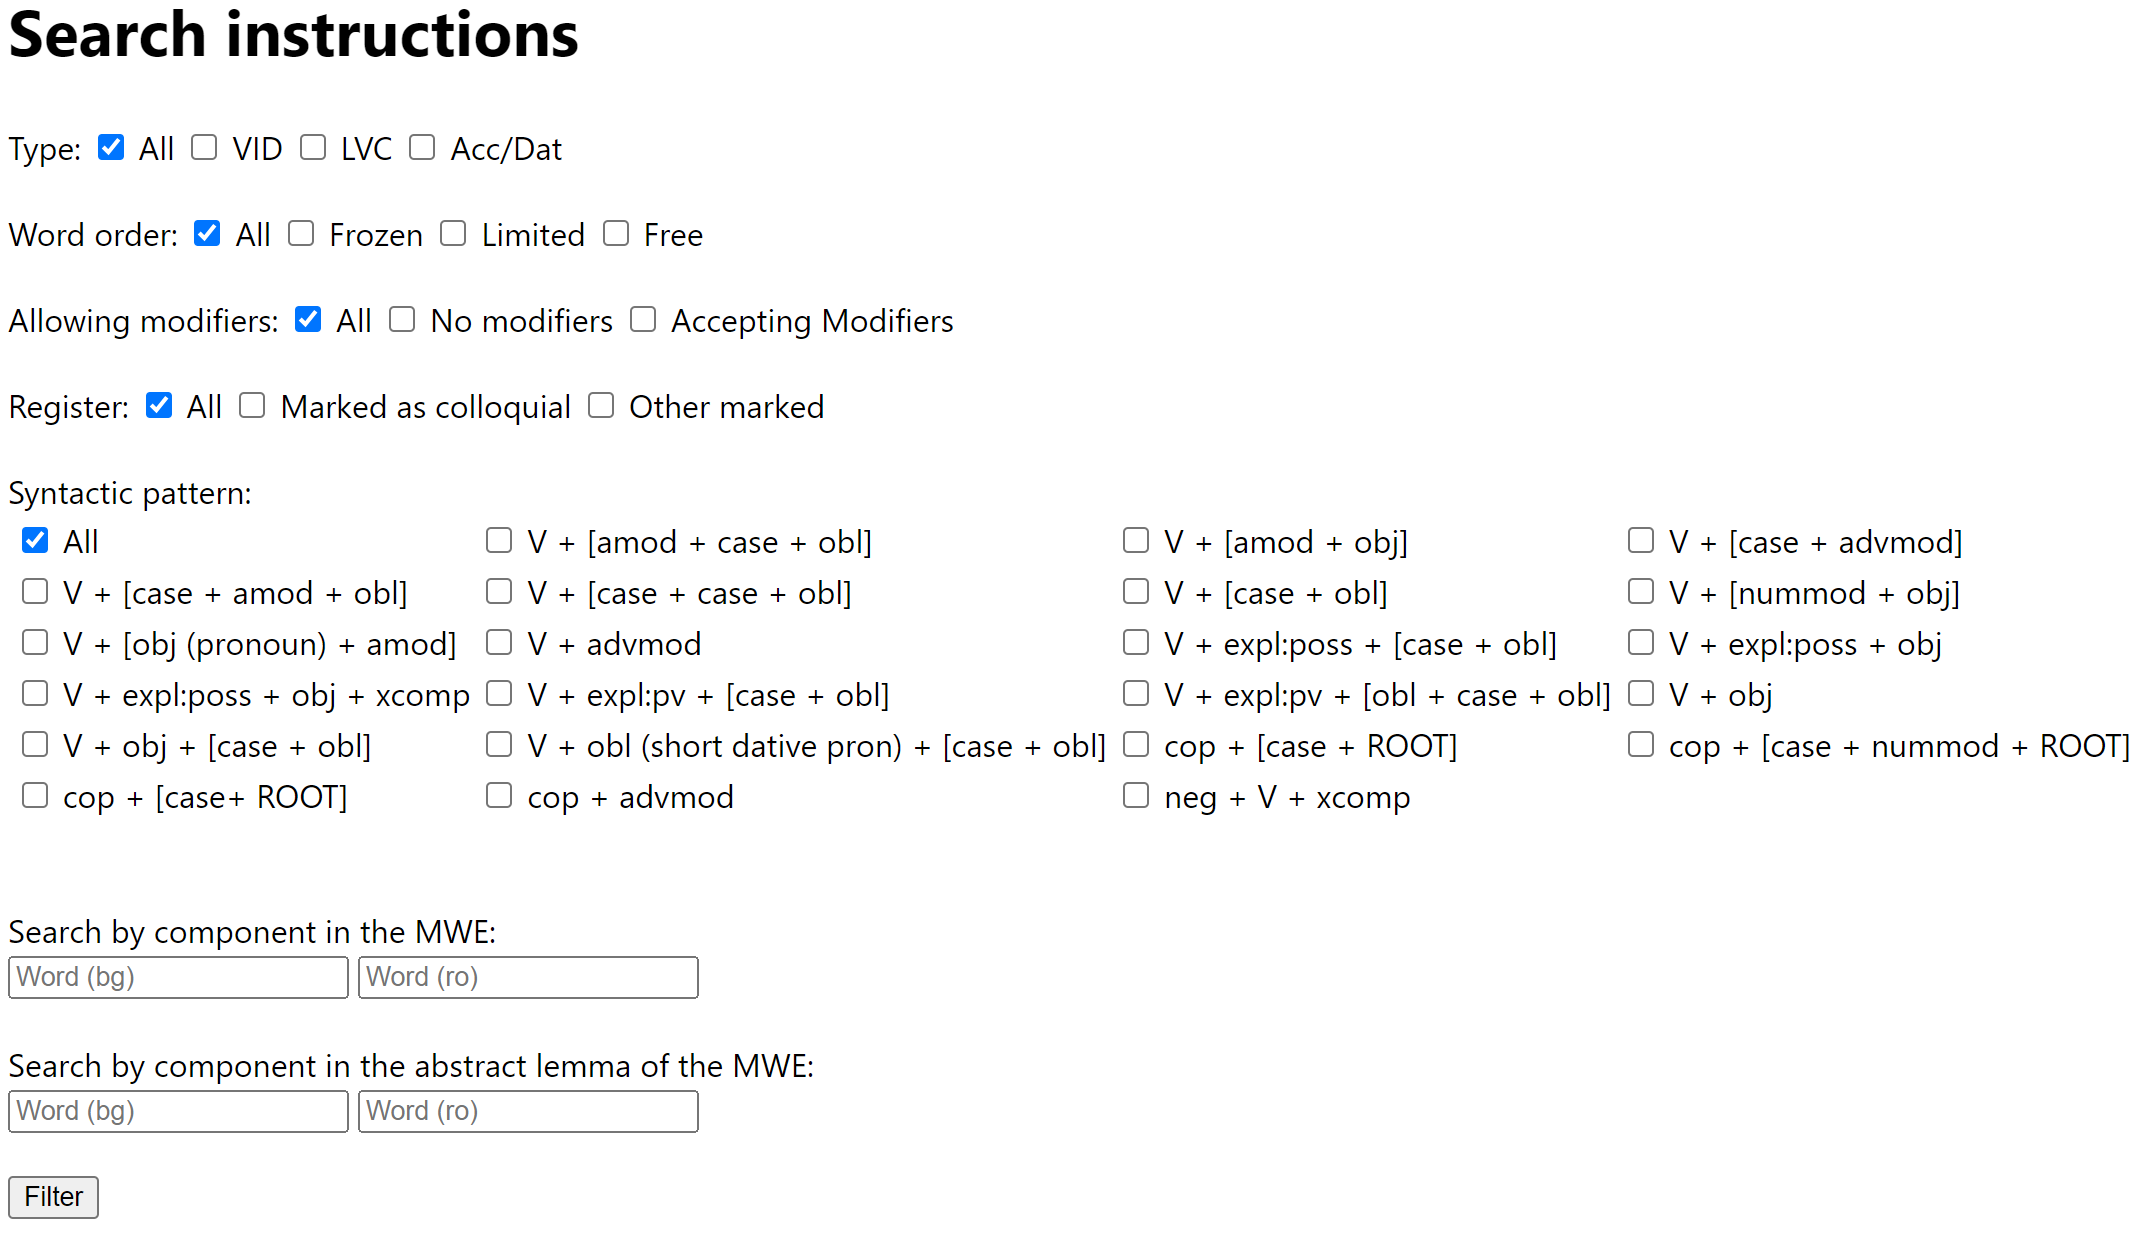 Search instructions
Type: All VID LVC Acc/Dat
Word order: All Frozen Limited Free
Allowing modifiers: All No modifiers Accepting Modifiers
Register: All Marked as colloquial Other marked
Syntactic pattern:
All V + [amod + case + obl] V + [amod + obj] V + [case + advmod]
V + [case + amod + obl] V + [case + case + obl] V + [case + obl] V + [nummod + obj]
V + [obj (pronoun) + amod] V + advmod V + expl:poss + [case + obl] V + expl:poss + obj
V + expl:poss + obj + xcomp V + expl:pv + [case + obl] V + expl:pv + [obl + case + obl] V + obj
V + obj + [case + obl] V + obl (short dative pron) + [case + obl] cop + [case + ROOT] cop + [case + nummod + ROOT]
cop + [case+ ROOT] cop + advmod neg + V + xcomp
Search by component in the MWE:
Word (bg) Word (ro)
Search by component in the abstract lemma of the MWE:
Word (bg) Word (ro)
Filter